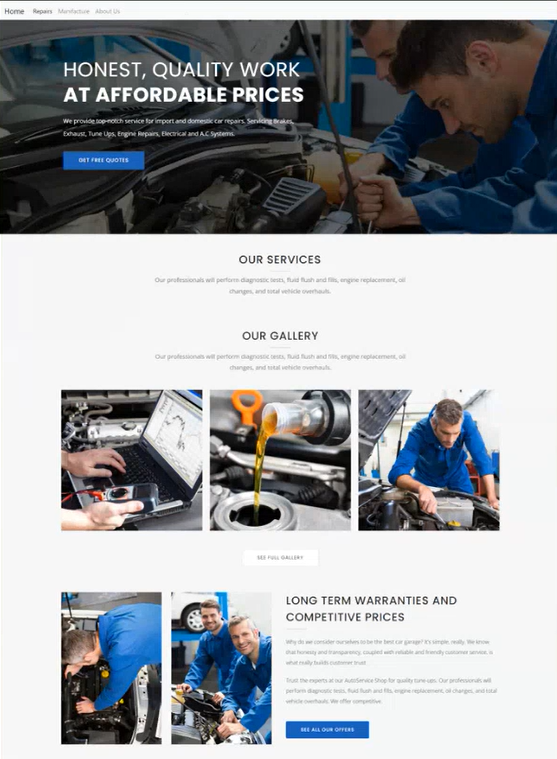 Home Repairs Manifacture About Us
HONEST, QUALITY WORK
AT AFFORDABLE PRICES
We provide top-notch service for import and domestic car repairs, Servicing Brakes,
Exhaust, Tune Ups, Engine Repairs, Electrical and A.C Systems.
GET FREE QUOTES
OUR SERVICES
Our professionals will perform diagnostic tests, fluid flush and fills, engine replacement, oil
changes, and total vehicle overhauls.
OUR GALLERY
Our professionals will perform diagnostic tests, fluid flush and fills, engine replacement, oil
changes, and total vehicle overhauls.
SEE FULL GALLERY
LONG TERM WARRANTIES AND
COMPETITIVE PRICES
Why do we consider ourselves to be the best car garage? It's simple, really. We know
that honesty and transparency, coupled with reliable and friendly customer service, is
what really builds customer trust
Trust the experts at our AutoService Shop for quality tune-ups. Our professionals will
perform diagnostic tests, fluid flush and fills, engine replacement, oil changes, and total
vehicle overhauls. We offer competitive
SEE ALL OUR OFFERS